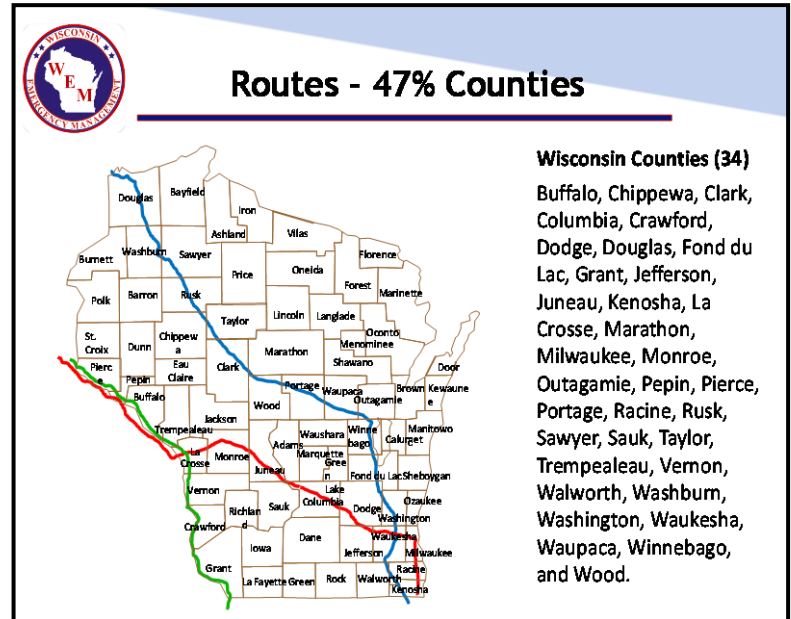 WISCONSIN
W
E
M
EMERGENCY MANAGEMENT
Routes - 47% Counties
Wisconsin Counties (34)
Buffalo, Chippewa, Clark,
Columbia, Crawford,
Dodge, Douglas, Fond du
Lac, Grant, Jefferson,
Juneau, Kenosha, La
Crosse, Marathon,
Milwaukee, Monroe,
Outagamie, Pepin, Pierce,
Portage, Racine, Rusk,
Sawyer, Sauk, Taylor,
Trempealeau, Vernon,
Walworth, Washburn,
Washington, Waukesha,
Waupaca, Winnebago,
and Wood.
Douglas
Bayfield
Iron
Ashland
Vilas
Burnett
Washburn
Sawyer
Florence
Price
Oneida
Forest
Marinette
Polk
Barron
Rusk
Taylor
Lincoln
Langlade
Oconto
Menominee
St.
Croix
Dunn
Chippew
a
Marathon
Shawano
Door
Pierc
e
Pepin
Eau
Claire
Clark
Buffalo
Wood
Portage
Waupaca
Outagamie
Brown
Kewaune
e
Trempealeau
Jackson
Adams
Waushara
Winne
bago
Calumet
Manitowo
La
Crosse
Monroe
Juneau
Marquette
Gree
n
Lake
Fond du Lac
Sheboygan
Vernon
Richlan
d
Sauk
Columbia
Dodge
Ozaukee
Washington
Crawford
Iowa
Dane
Jefferson
Waukesha
Milwaukee
Grant
La Fayette
Green
Rock
Walworth
Racine
Kenosha